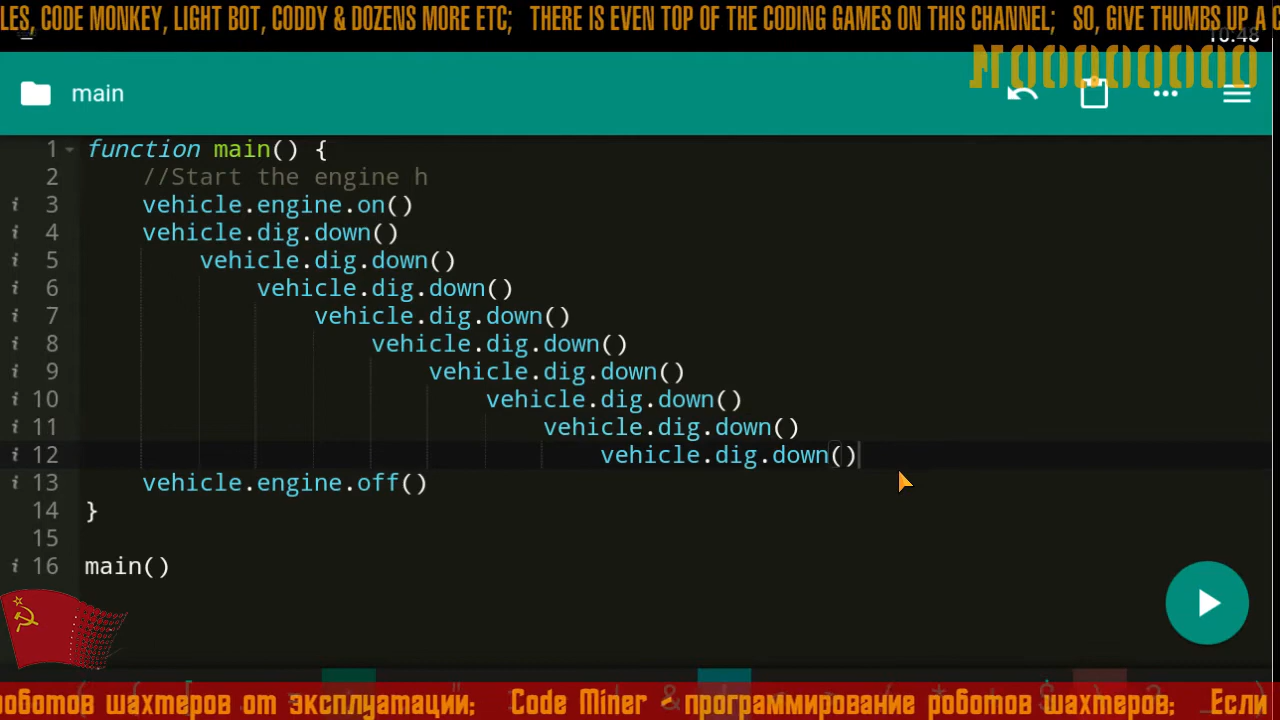 LES, CODE MONKEY, LIGHT BOT, CODDY & DOZENS MORE ETC;   THERE IS EVEN TOP OF THE CODING GAMES ON THIS CHANNEL;   SO, GIVE THUMBS UP A
10:48
NOOOOOOOO
main
1 function main() {
2 //Start the engine h
3 vehicle.engine.on()
4 vehicle.dig.down()
5 vehicle.dig.down()
6 vehicle.dig.down()
7 vehicle.dig.down()
8 vehicle.dig.down()
9 vehicle.dig.down()
10 vehicle.dig.down()
11 vehicle.dig.down()
12 vehicle.dig.down()
13 vehicle.engine.off()
14 }
15
16 main()
роботов шахтеров от эксплуатации;   Code Miner - программирование роботов шахтеров;   Если